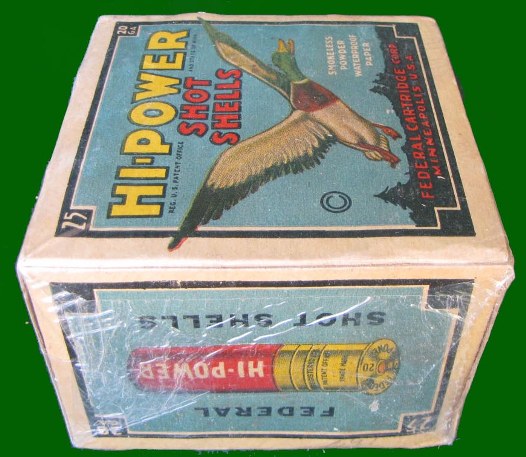 20
GA
HI-POWER
SHOT
SHELLS
REG. U.S. PATENT OFFICE
SMOKELESS
POWDER
WATERPROOF
PAPER
FEDERAL CARTRIDGE CORP.
MINNEAPOLIS U.S.A.
25
©
FEDERAL
HI-POWER
20
SHOT SHELLS